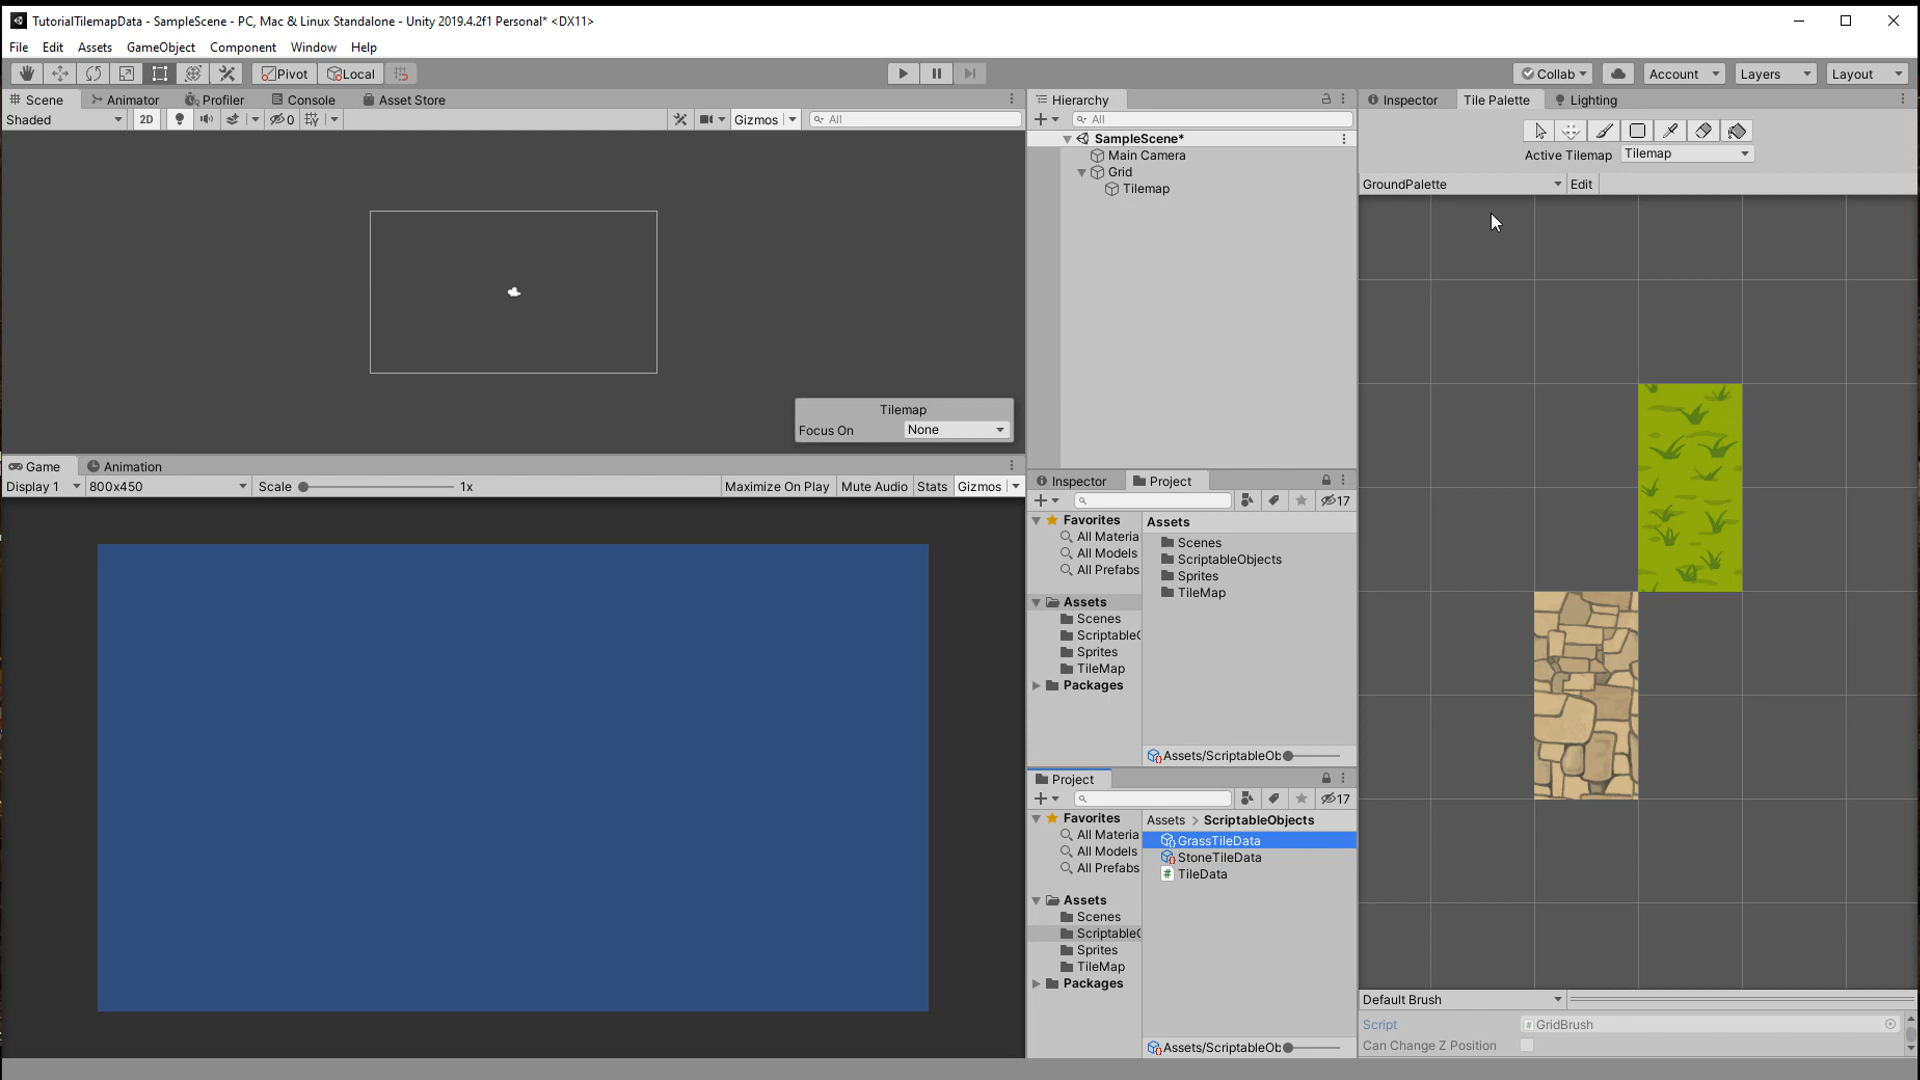 TutorialTilemapData - SampleScene - PC, Mac & Linux Standalone - Unity 2019.4.2f1 Personal* <DX11>
File Edit Assets GameObject Component Window Help
Pivot Local Collab Account Layers Layout
Scene Animator Profiler Console Asset Store
Shaded 2D 0 Gizmos All
Tilemap
Focus On None
Game Animation
Display 1 800x450 Scale 1x Maximize On Play Mute Audio Stats Gizmos
Hierarchy
All
SampleScene*
Main Camera
Grid
Tilemap
Inspector Project
17
Favorites
All Materia
All Models
All Prefabs
Assets
Scenes
ScriptableO
Sprites
TileMap
Packages
Assets
Scenes
ScriptableObjects
Sprites
TileMap
Assets/ScriptableOb
Project
17
Favorites
All Materia
All Models
All Prefabs
Assets
Scenes
ScriptableO
Sprites
TileMap
Packages
Assets > ScriptableObjects
GrassTileData
StoneTileData
TileData
Assets/ScriptableOb
Inspector Tile Palette Lighting
Active Tilemap Tilemap
GroundPalette Edit
Default Brush
Script GridBrush
Can Change Z Position